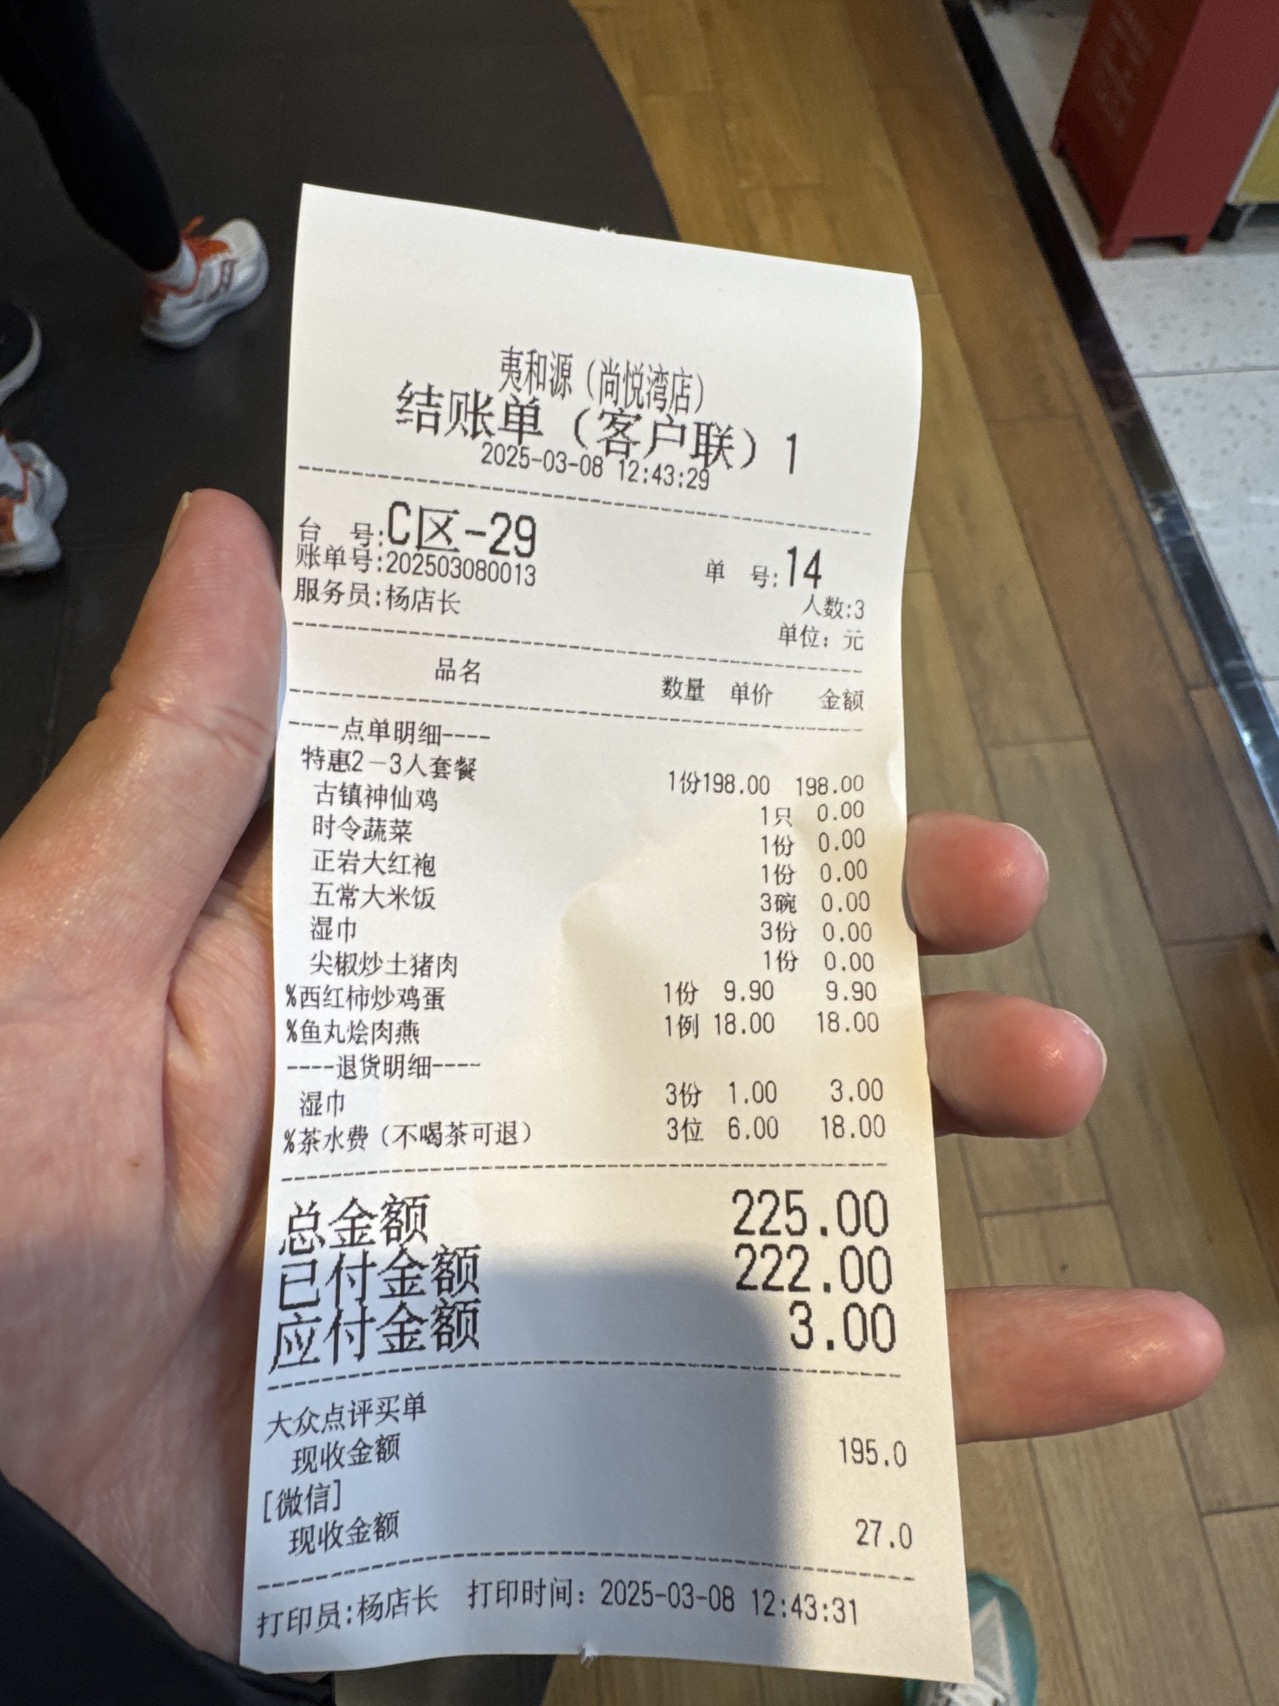 夷和源（尚悦湾店）
结账单（客户联）1
2025-03-08 12:43:29
台 号:C区-29 单 号:14
账单号:202503080013 人数:3
服务员:杨店长 单位：元
品名 数量 单价 金额
----点单明细----
特惠2－3人套餐 1份198.00 198.00
古镇神仙鸡 1只 0.00
时令蔬菜 1份 0.00
正岩大红袍 1份 0.00
五常大米饭 3碗 0.00
湿巾 3份 0.00
尖椒炒土猪肉 1份 0.00
%西红柿炒鸡蛋 1份 9.90 9.90
%鱼丸烩肉燕 1例 18.00 18.00
----退货明细----
湿巾 3份 1.00 3.00
%茶水费（不喝茶可退） 3位 6.00 18.00
总金额 225.00
已付金额 222.00
应付金额 3.00
大众点评买单
现收金额 195.0
[微信]
现收金额 27.0
打印员:杨店长 打印时间：2025-03-08 12:43:31